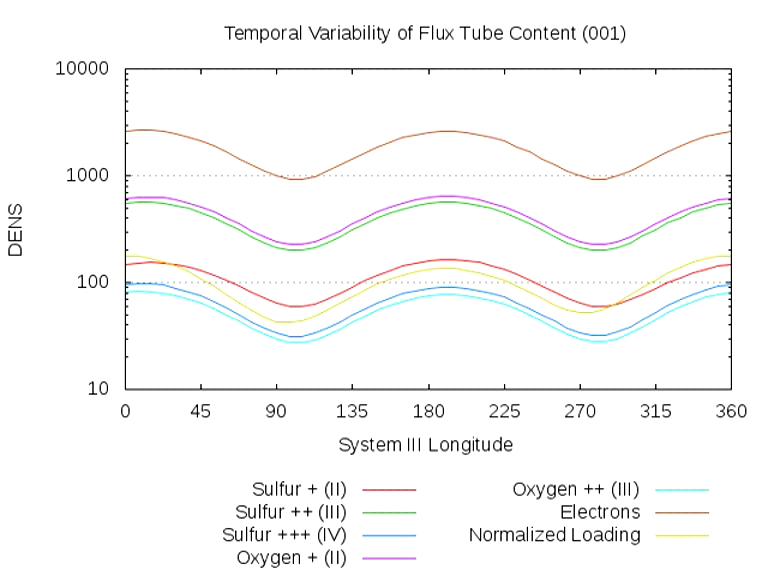 Temporal Variability of Flux Tube Content (001)
10000
1000
100
10
DENS
0 45 90 135 180 225 270 315 360
System III Longitude
Sulfur + (II)
Sulfur ++ (III)
Sulfur +++ (IV)
Oxygen + (II)
Oxygen ++ (III)
Electrons
Normalized Loading